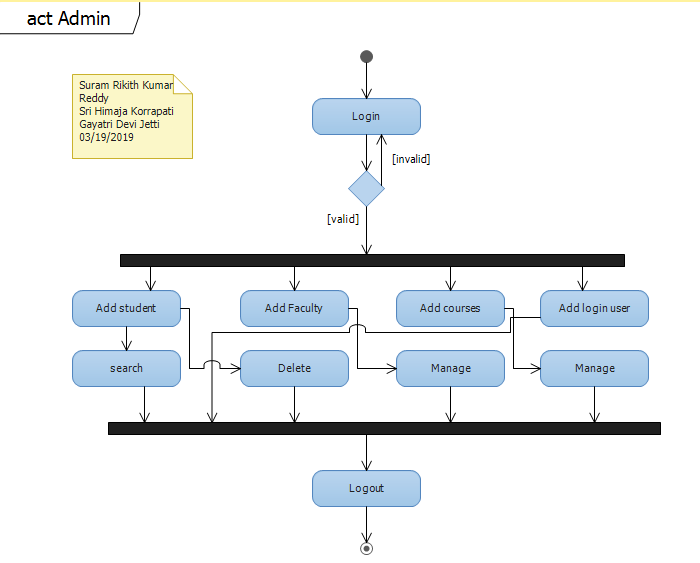 act Admin
Suram Rikith Kumar
Reddy
Sri Himaja Korrapati
Gayatri Devi Jetti
03/19/2019
Login
[invalid]
[valid]
Add student
Add Faculty
Add courses
Add login user
search
Delete
Manage
Manage
Logout